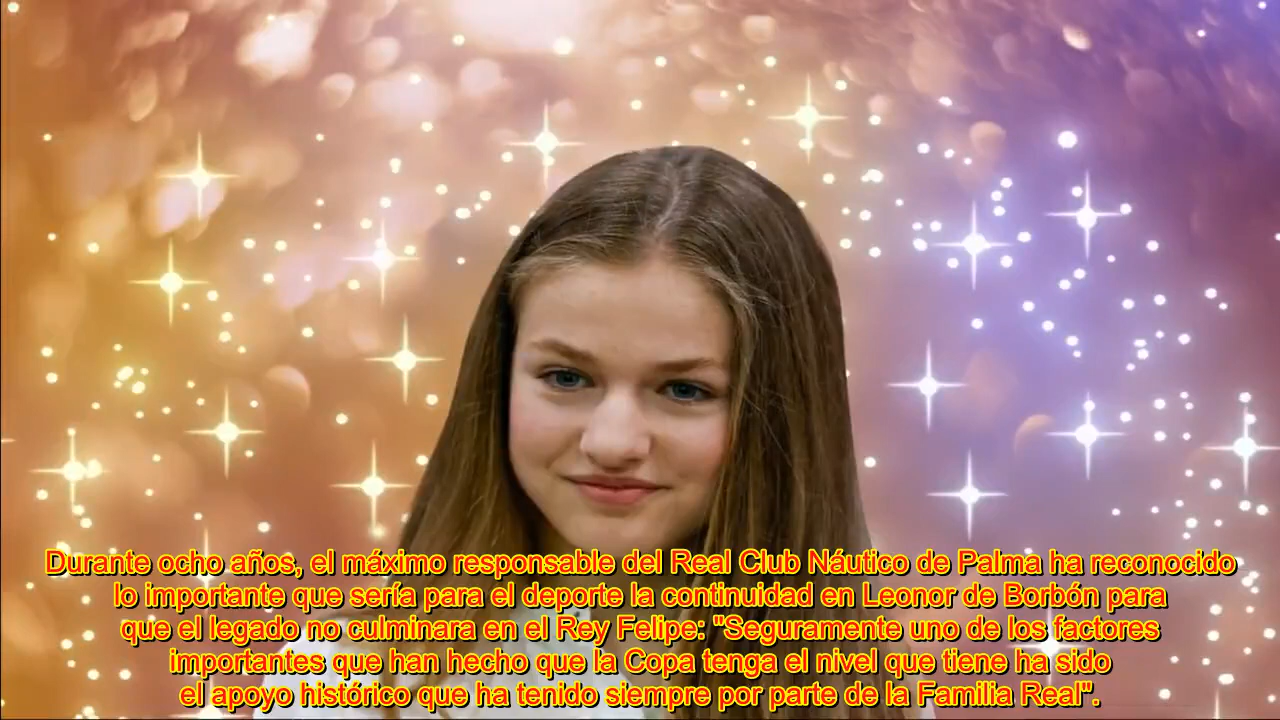 Durante ocho años, el máximo responsable del Real Club Náutico de Palma ha reconocido
lo importante que sería para el deporte la continuidad en Leonor de Borbón para
que el legado no culminara en el Rey Felipe: "Seguramente uno de los factores
importantes que han hecho que la Copa tenga el nivel que tiene ha sido
el apoyo histórico que ha tenido siempre por parte de la Familia Real".